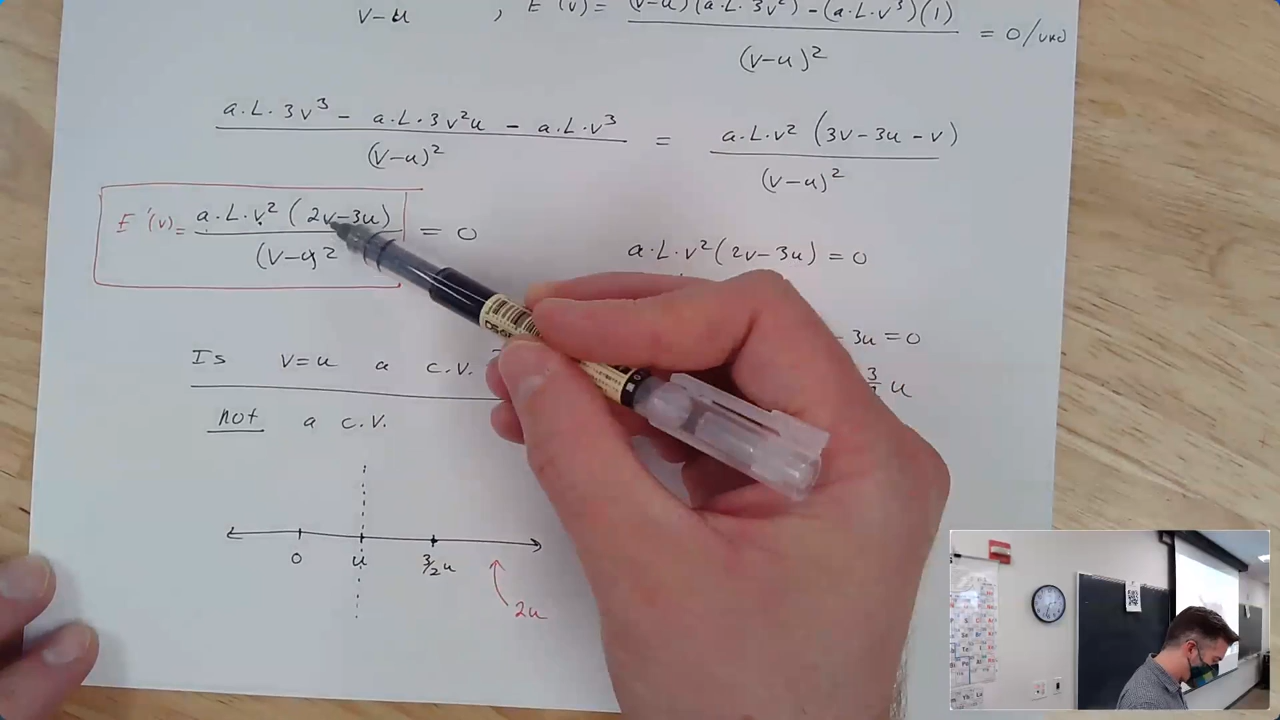 v-u , E'(v) = (v-u)(a.L.3v²) - (a.L.v³)(1) / (v-u)² = 0/UND
a.L.3v³ - a.L.3v²u - a.L.v³ / (v-u)² = a.L.v² (3v-3u-v) / (v-u)²
E'(v) = a.L.v² (2v-3u) / (v-u)² = 0
a.L.v²(2v-3u) = 0
3u=0
Is v=u a c.v.
u
not a c.v.
0 u 3/2u
2u